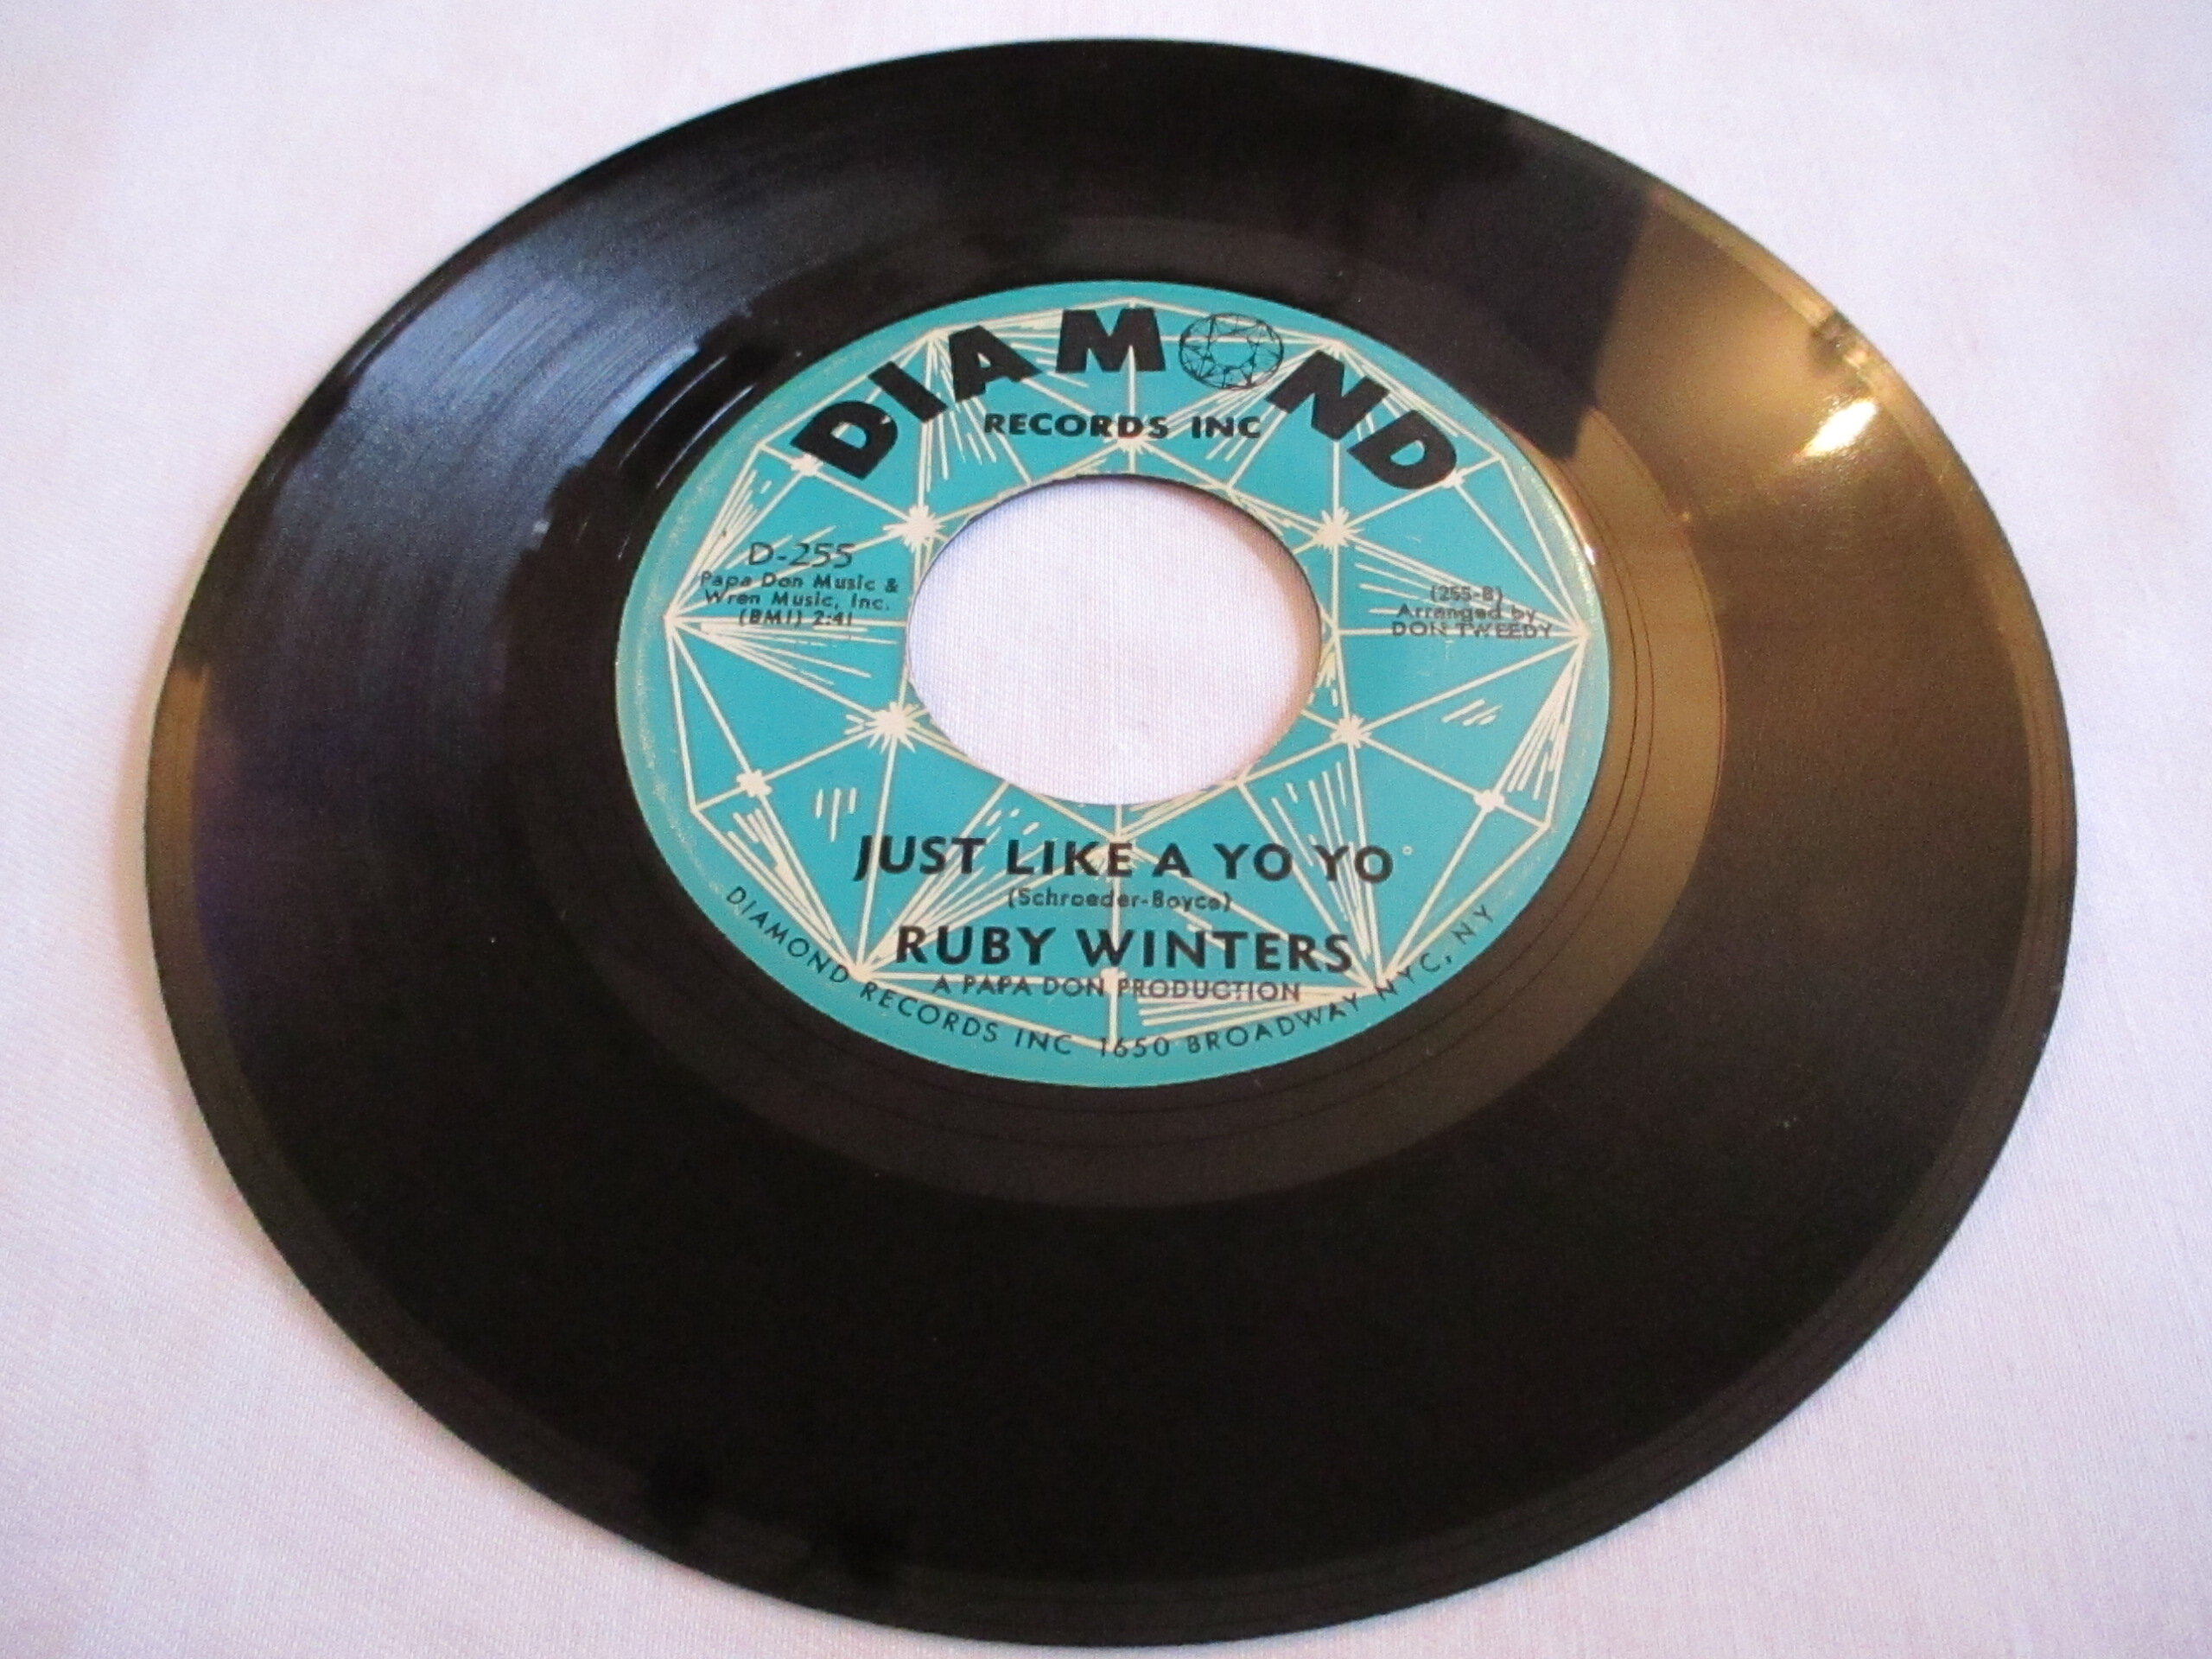 DIAMOND
RECORDS INC
D-255
Papa Don Music &
Wren Music, Inc.
(BMI) 2:41
(255-B)
Arranged by
DON TWEEDY
JUST LIKE A YO YO
(Schroeder-Boyce)
RUBY WINTERS
A PAPA DON PRODUCTION
DIAMOND RECORDS INC 1650 BROADWAY NYC, NY